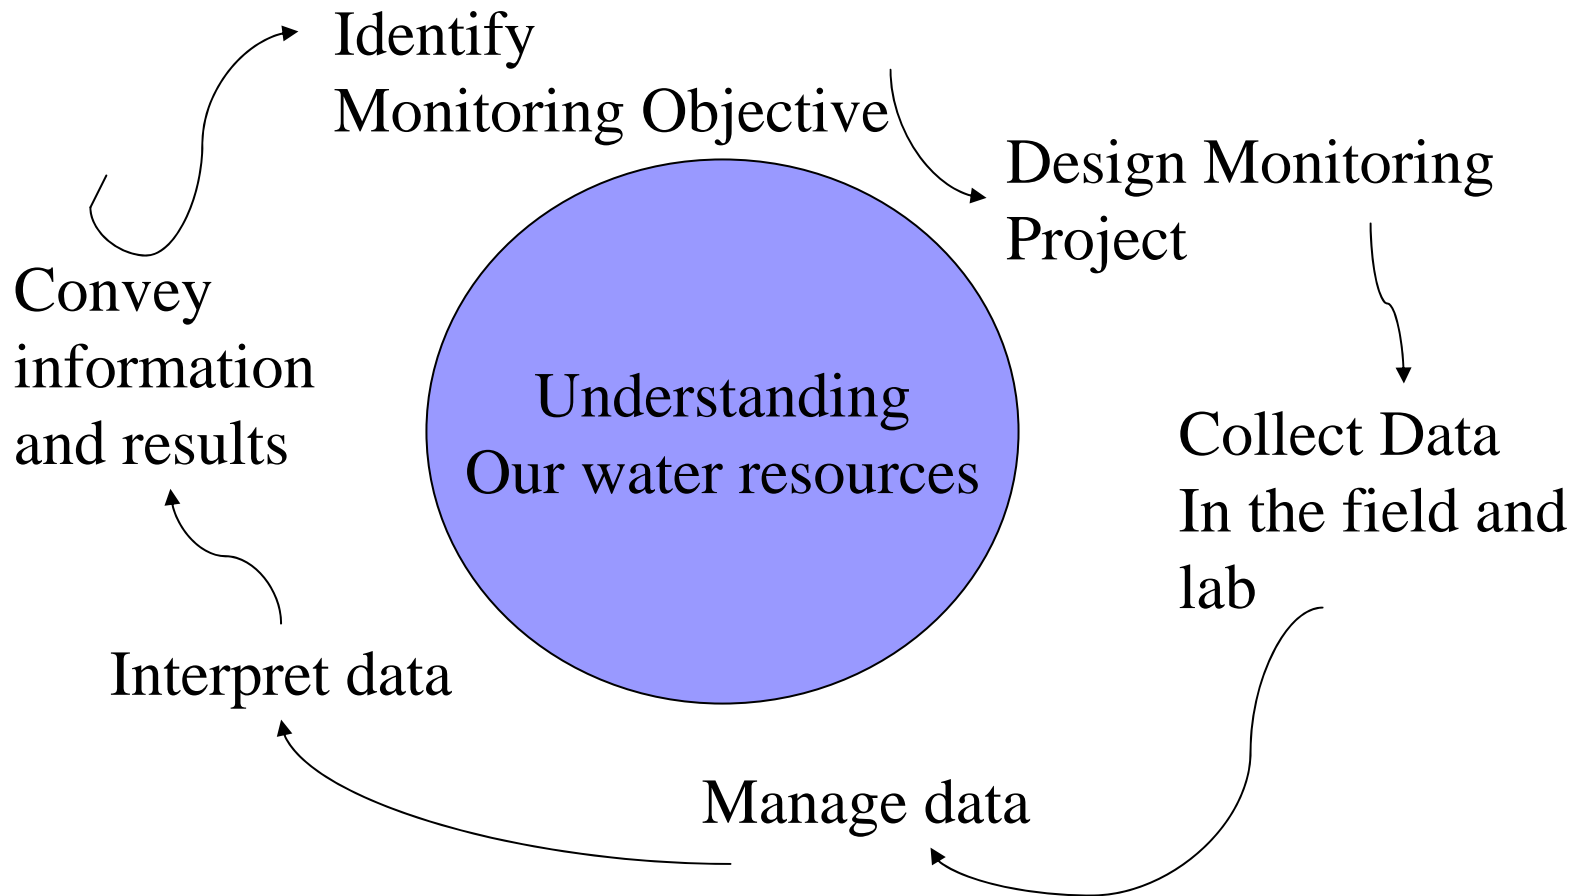 Identify
Monitoring Objective
Design Monitoring
Project
Collect Data
In the field and
lab
Manage data
Interpret data
Convey
information
and results
Understanding
Our water resources